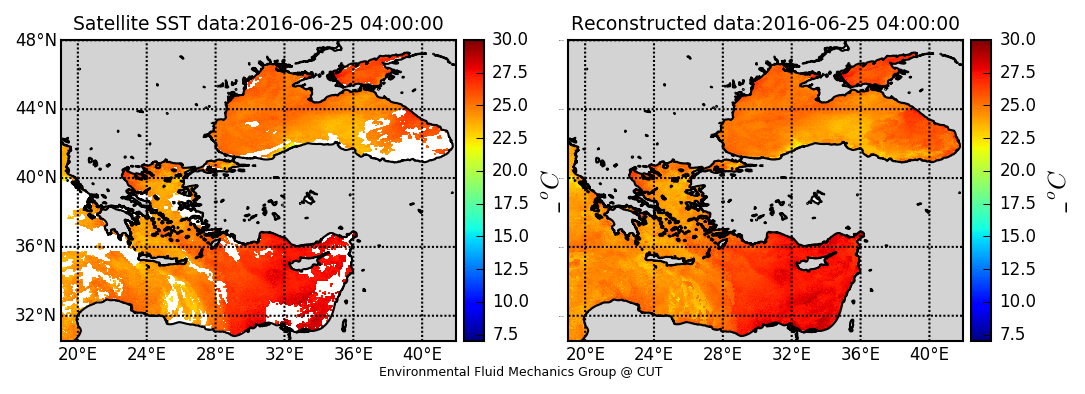 Satellite SST data:2016-06-25 04:00:00
48°N
44°N
40°N
36°N
32°N
20°E 24°E 28°E 32°E 36°E 40°E
30.0
27.5
25.0
22.5
20.0
17.5
15.0
12.5
10.0
7.5
_ °C
Reconstructed data:2016-06-25 04:00:00
20°E 24°E 28°E 32°E 36°E 40°E
30.0
27.5
25.0
22.5
20.0
17.5
15.0
12.5
10.0
7.5
_ °C
Environmental Fluid Mechanics Group @ CUT